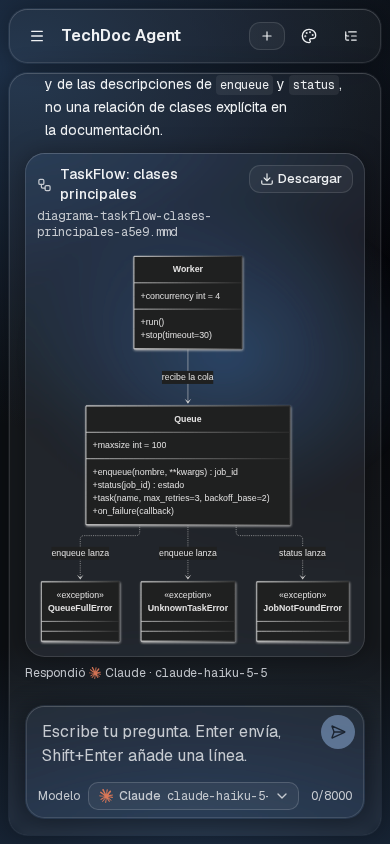 TechDoc Agent
y de las descripciones de enqueue y status,
no una relación de clases explícita en
la documentación.
TaskFlow: clases
principales
Descargar
diagrama-taskflow-clases-
principales-a5e9.mmd
Worker
+concurrency int = 4
+run()
+stop(timeout=30)
recibe la cola
Queue
+maxsize int = 100
+enqueue(nombre, **kwargs) : job_id
+status(job_id) : estado
+task(name, max_retries=3, backoff_base=2)
+on_failure(callback)
enqueue lanza
enqueue lanza
status lanza
«exception»
QueueFullError
«exception»
UnknownTaskError
«exception»
JobNotFoundError
Respondió Claude · claude-haiku-5-5
Escribe tu pregunta. Enter envía,
Shift+Enter añade una línea.
Modelo Claude claude-haiku-5- 0/8000